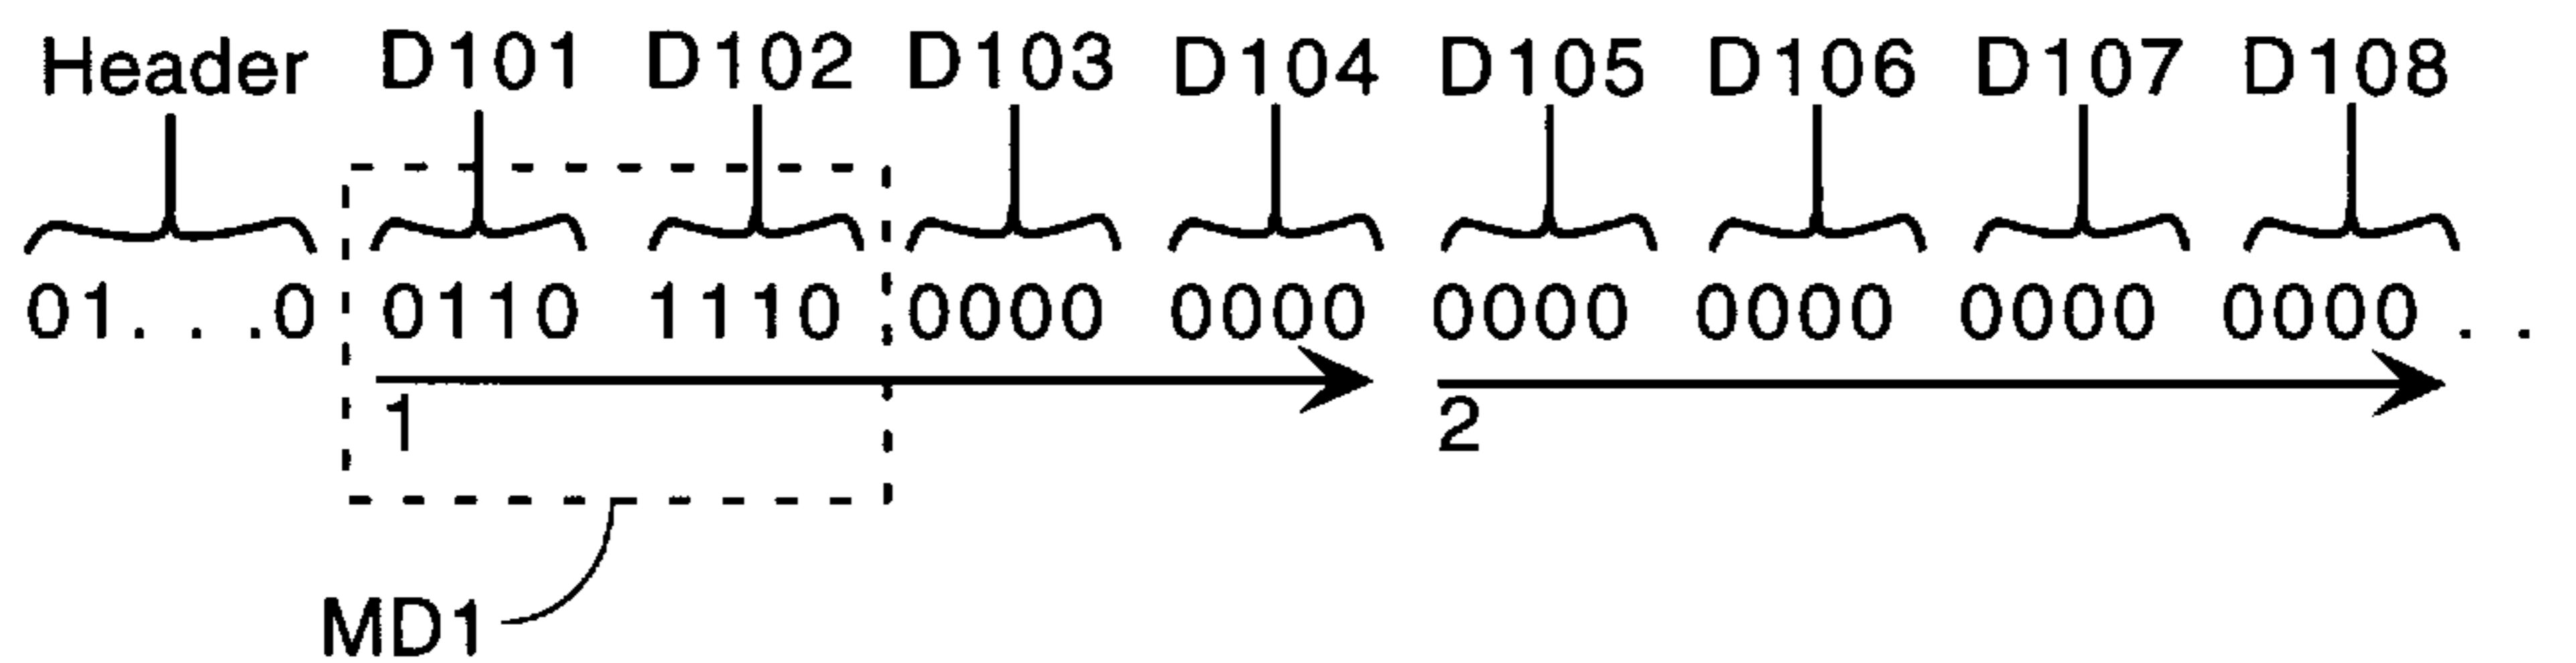 Header D101 D102 D103 D104 D105 D106 D107 D108
01. . .0 0110 1110 0000 0000 0000 0000 0000 0000 . .
1 2
MD1